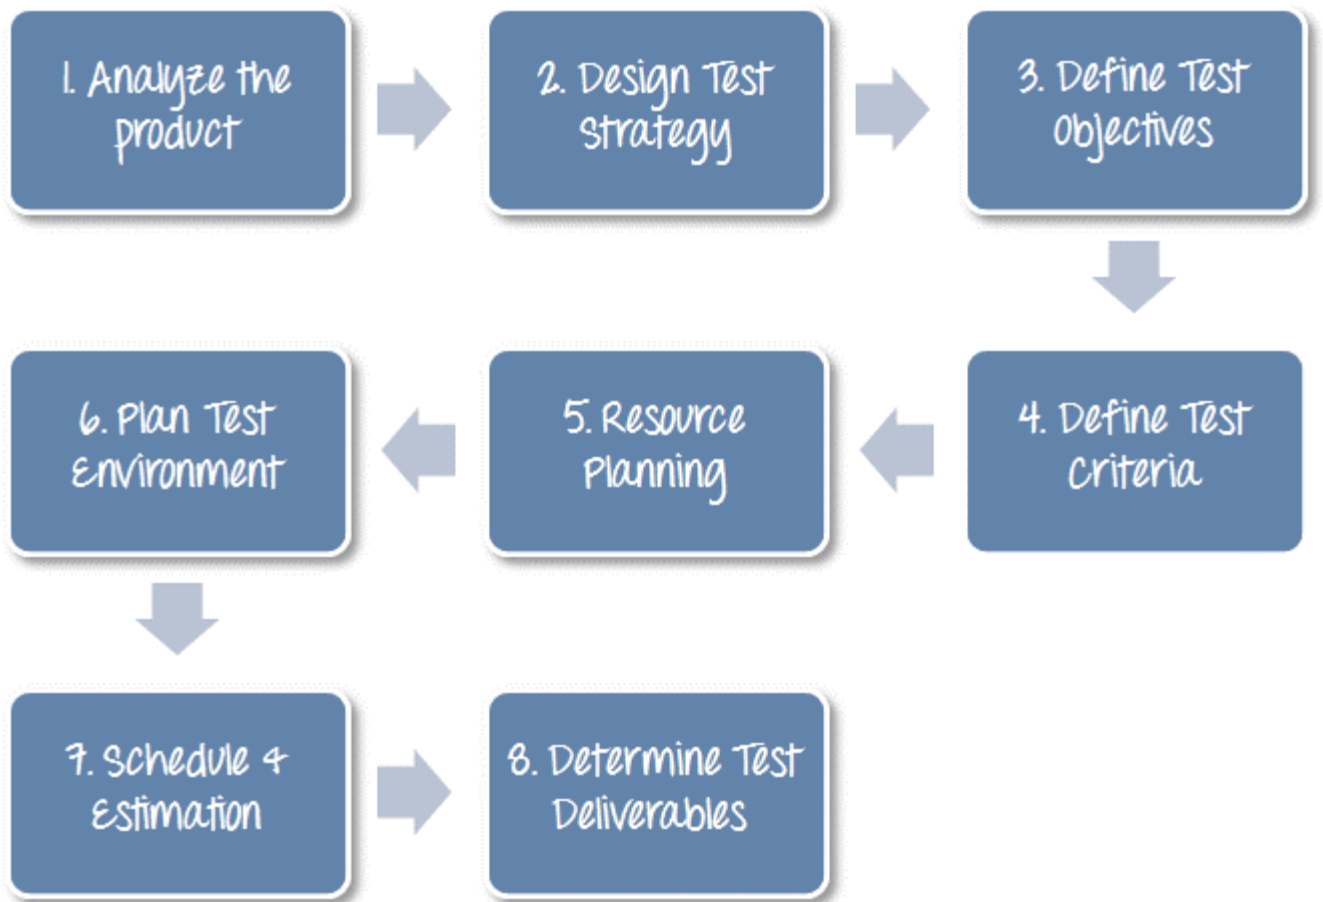 1. Analyze the
product
2. Design Test
Strategy
3. Define Test
Objectives
4. Define Test
Criteria
5. Resource
Planning
6. Plan Test
Environment
7. Schedule &
Estimation
8. Determine Test
Deliverables